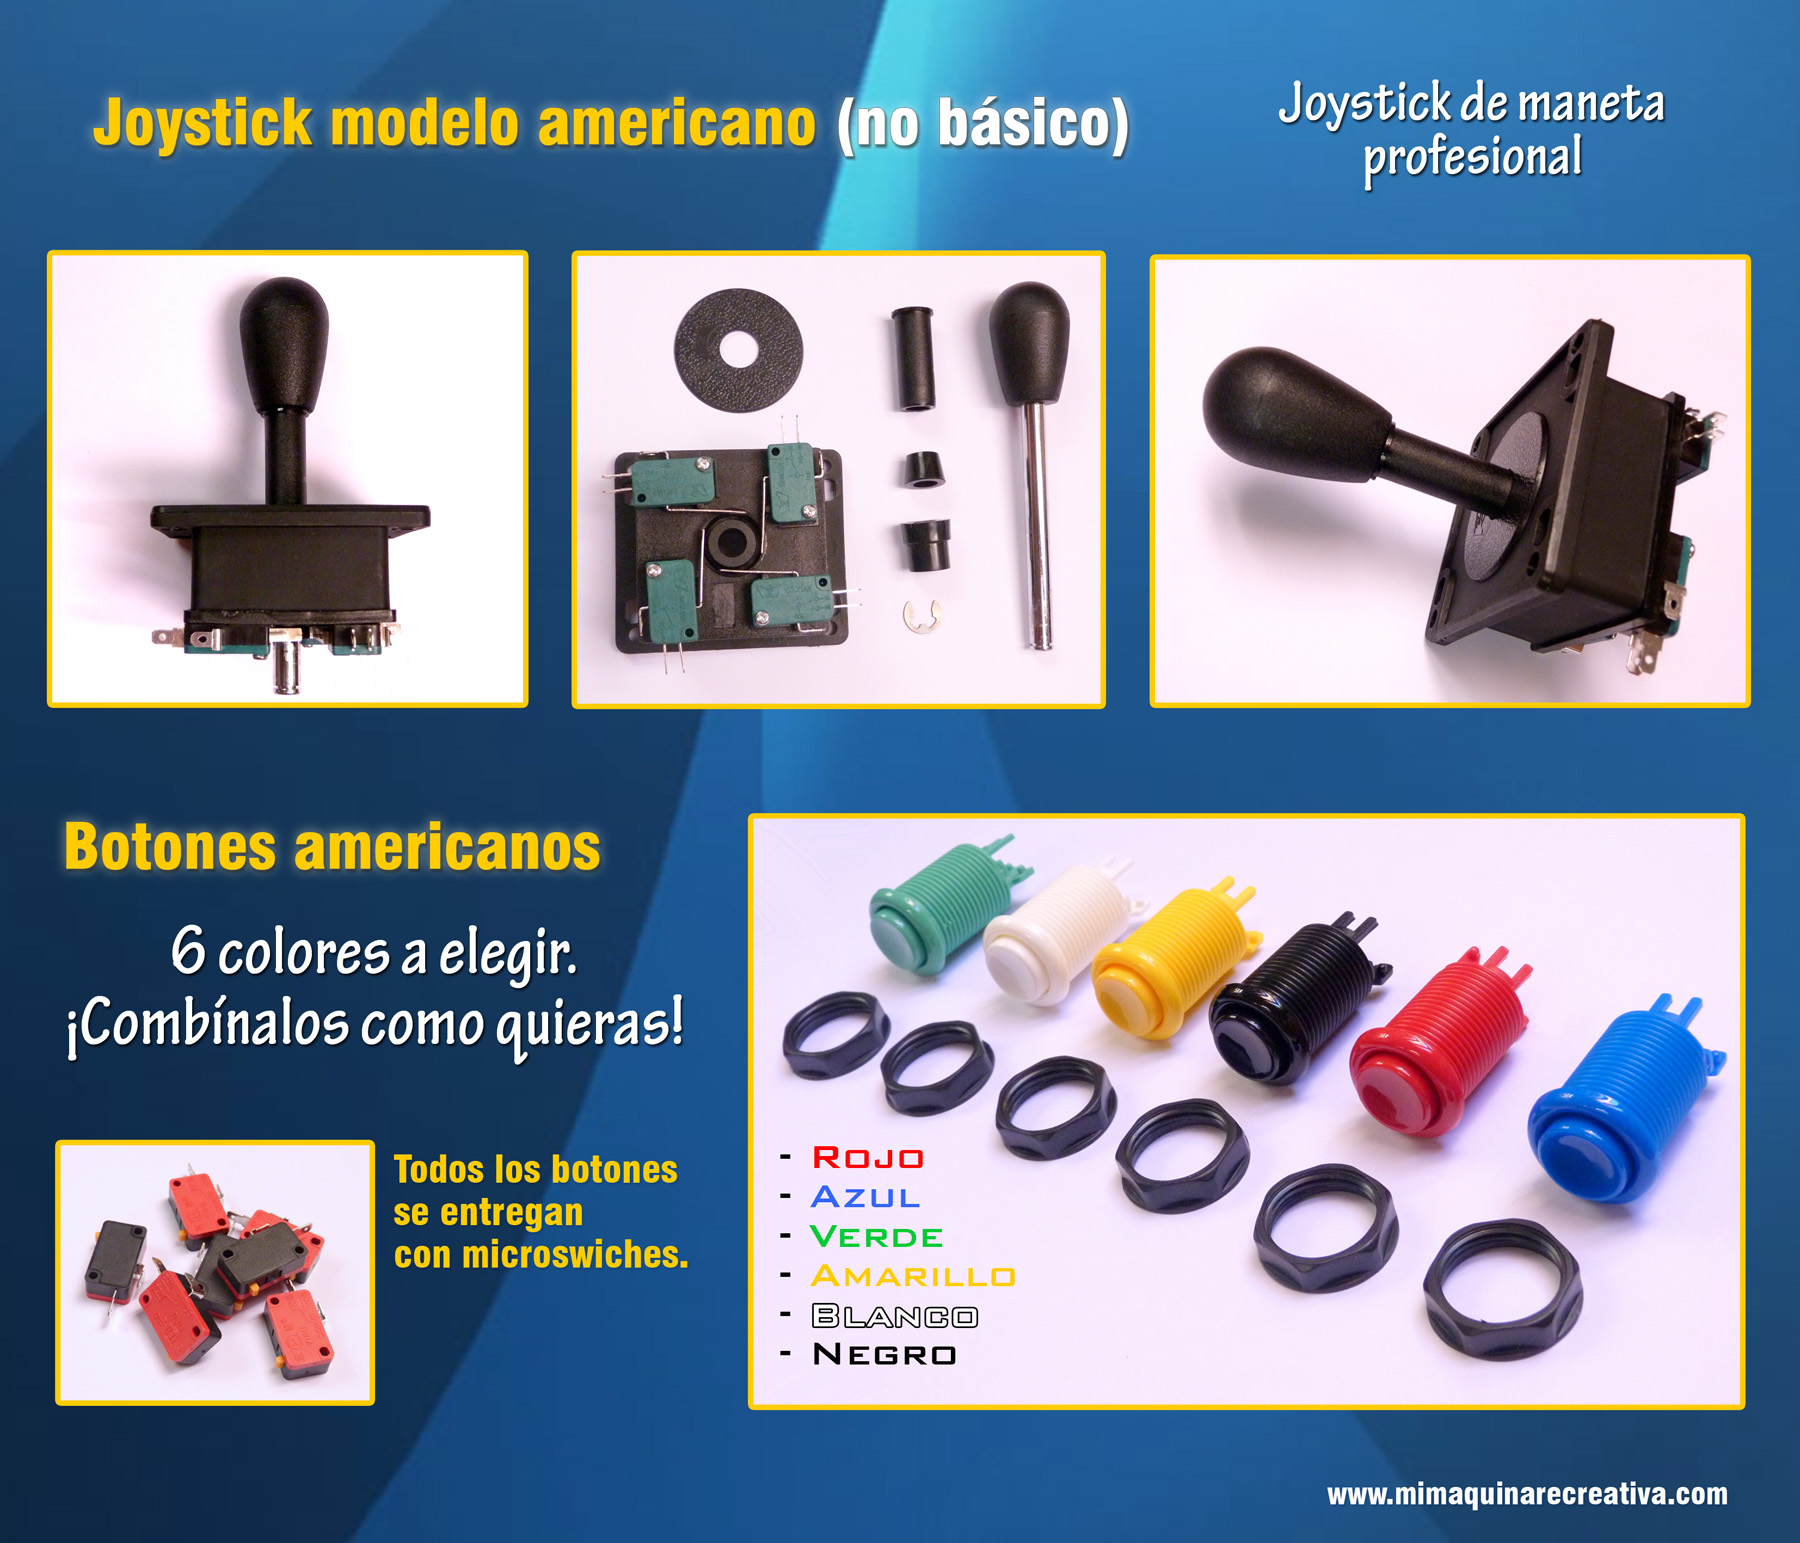 Joystick modelo americano (no básico)
Joystick de maneta
profesional
Botones americanos
6 colores a elegir.
¡Combínalos como quieras!
Todos los botones
se entregan
con microswiches.
- Rojo
- Azul
- Verde
- Amarillo
- Blanco
- Negro
www.mimaquinarecreativa.com